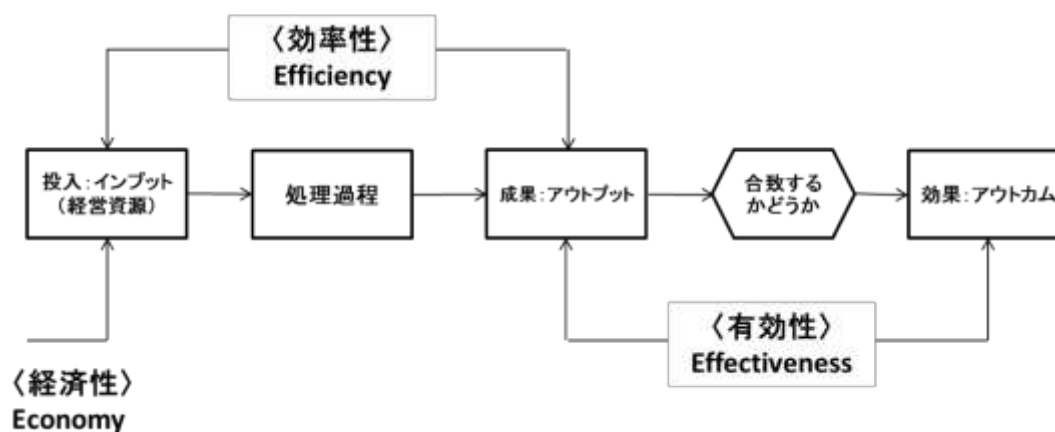 〈効率性〉
Efficiency
投入:インプット
（経営資源）
処理過程
成果:アウトプット
合致する
かどうか
効果:アウトカム
〈有効性〉
Effectiveness
〈経済性〉
Economy